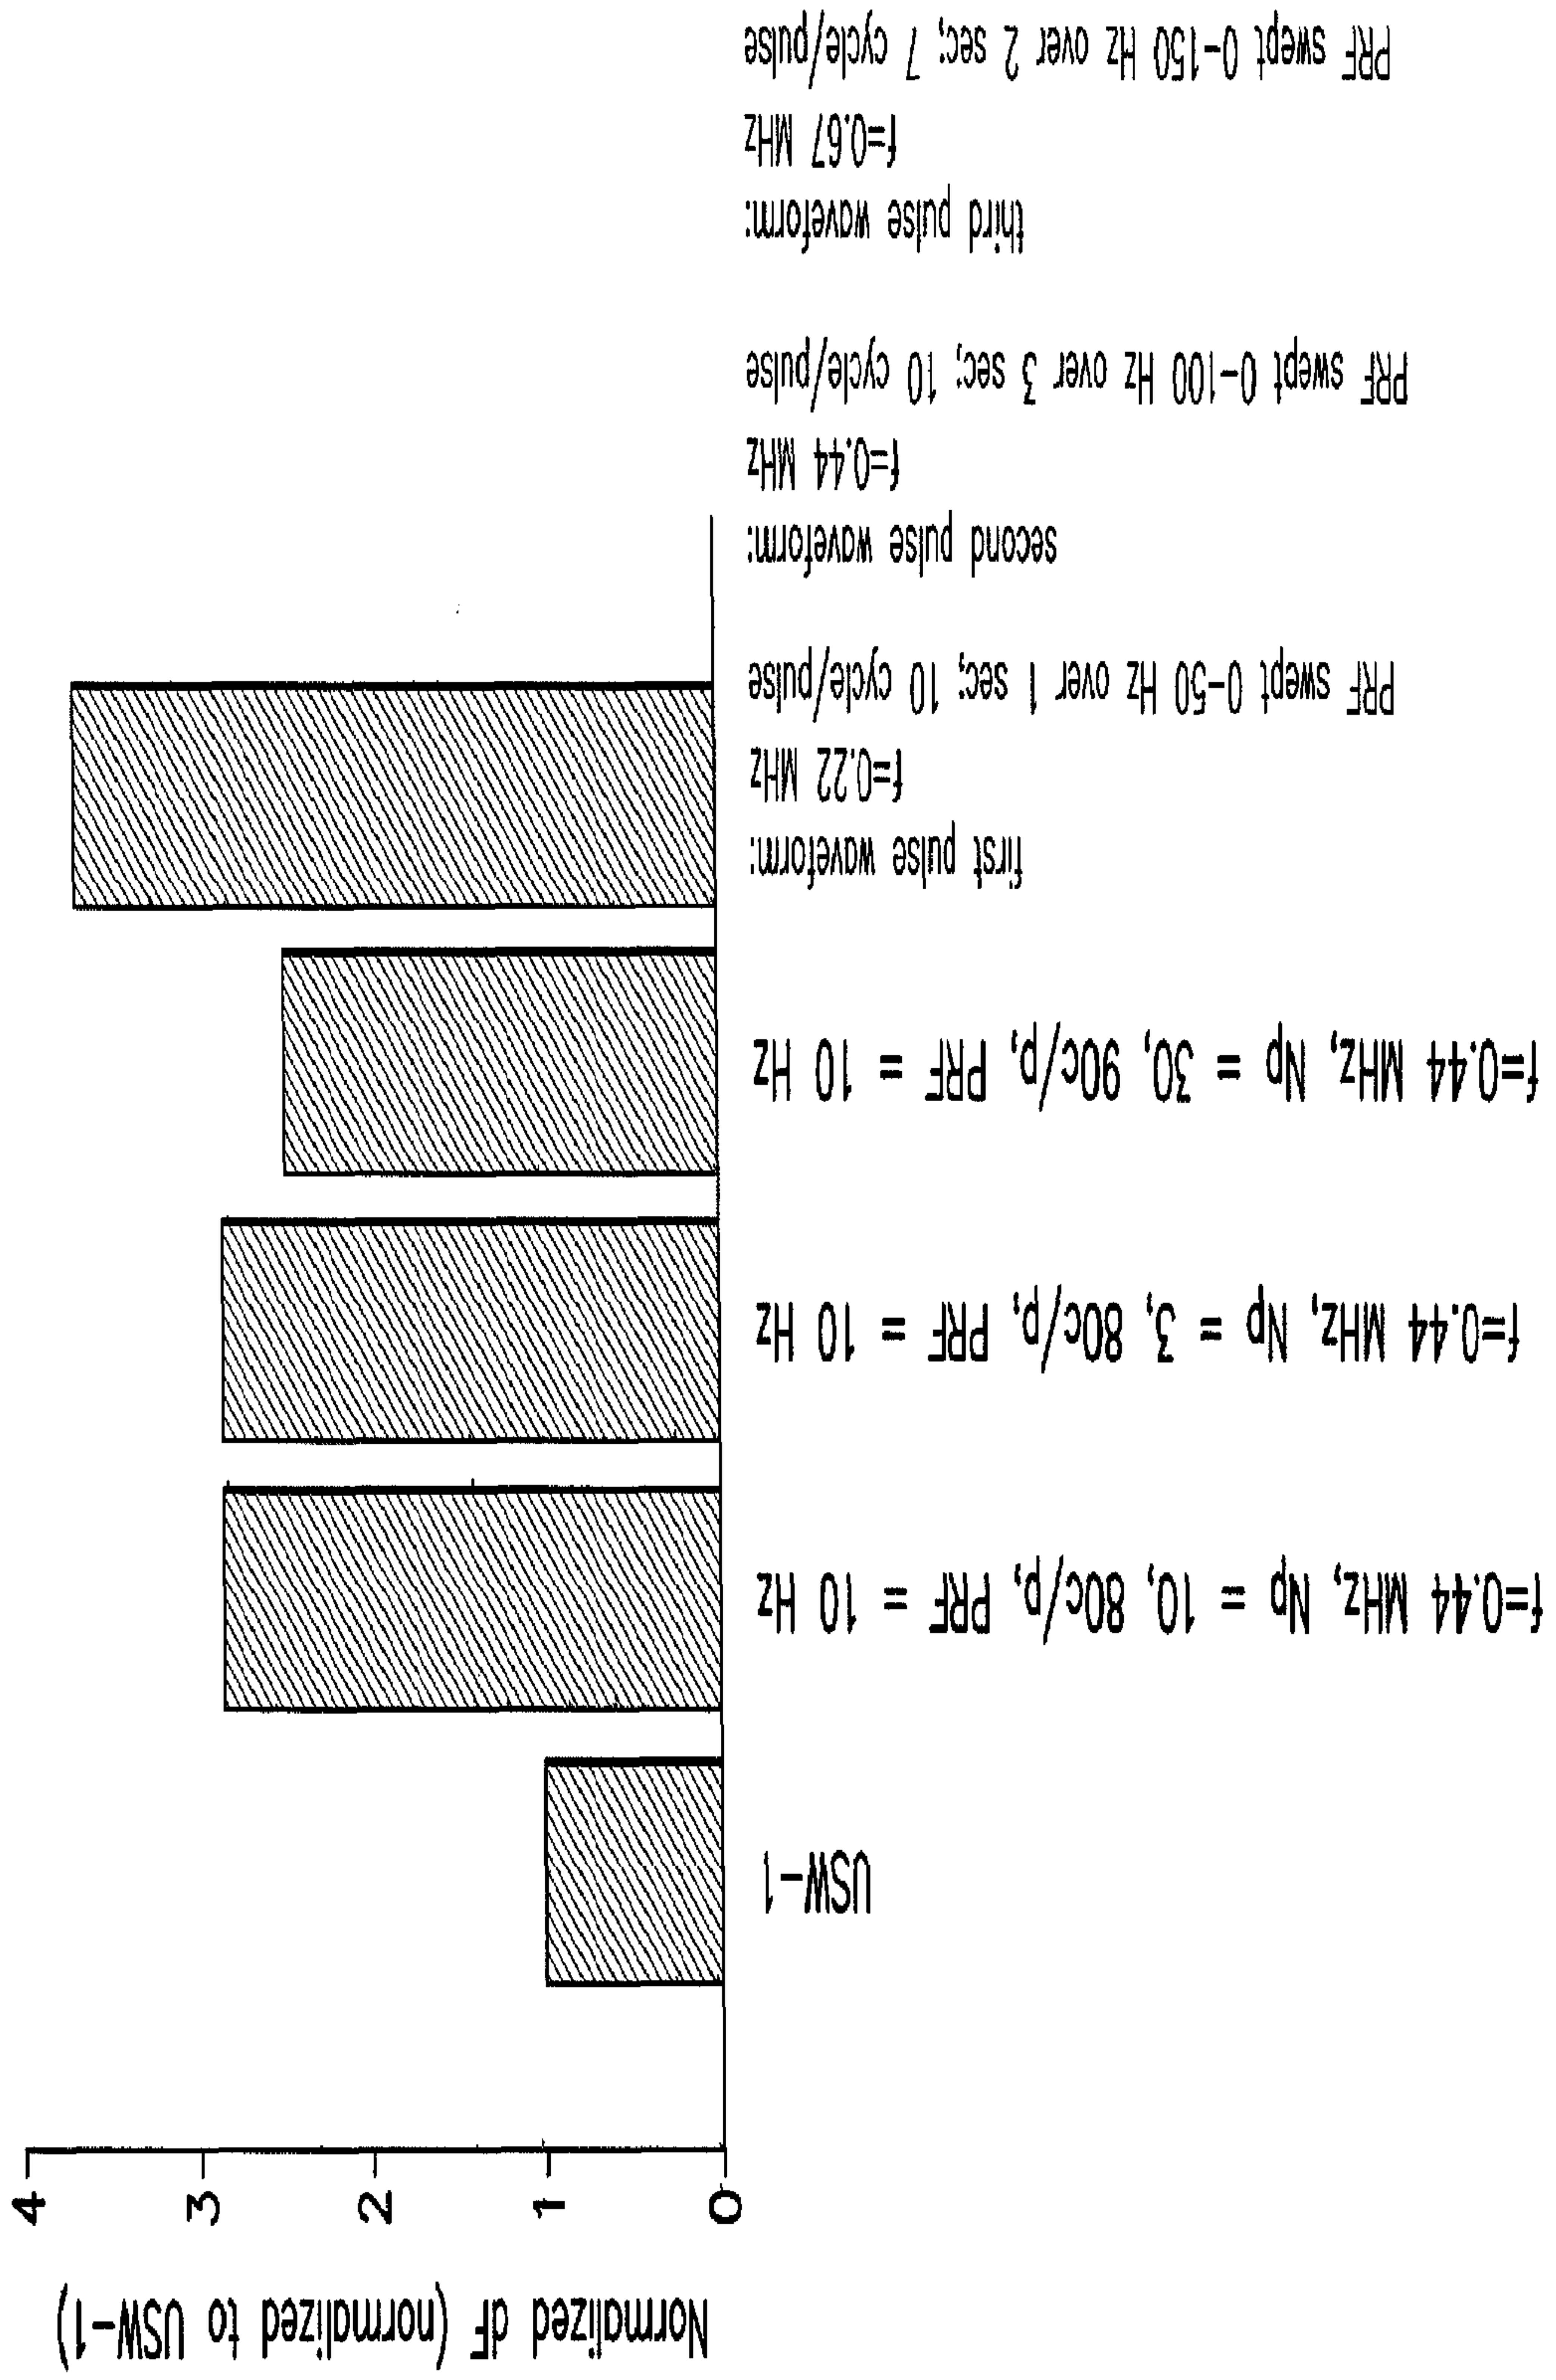 Normalized dF (normalized to USW-1)
4
3
2
1
0
USW-1
f=0.44 MHz, Np = 10, 80c/p, PRF = 10 Hz
f=0.44 MHz, Np = 3, 80c/p, PRF = 10 Hz
f=0.44 MHz, Np = 30, 90c/p, PRF = 10 Hz
first pulse waveform:
f=0.22 MHz
PRF swept 0-50 Hz over 1 sec; 10 cycle/pulse
second pulse waveform:
f=0.44 MHz
PRF swept 0-100 Hz over 3 sec; 10 cycle/pulse
third pulse waveform:
f=0.67 MHz
PRF swept 0-150 Hz over 2 sec; 7 cycle/pulse